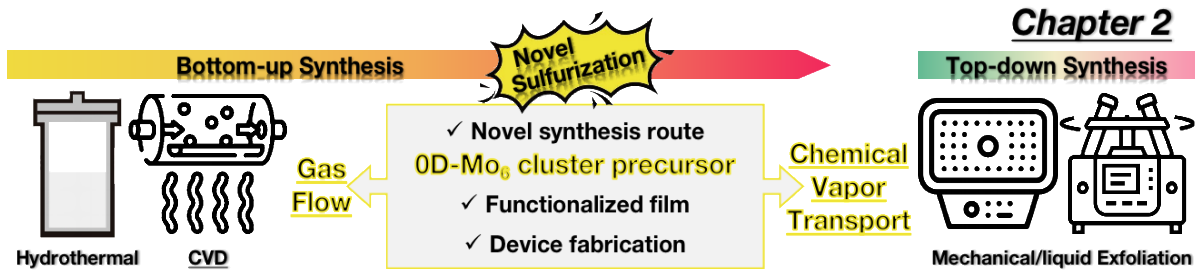 Chapter 2
Bottom-up Synthesis
Novel
Sulfurization
Top-down Synthesis
✓ Novel synthesis route
0D-Mo₆ cluster precursor
✓ Functionalized film
✓ Device fabrication
Gas
Flow
Chemical
Vapor
Transport
Hydrothermal
CVD
Mechanical/liquid Exfoliation